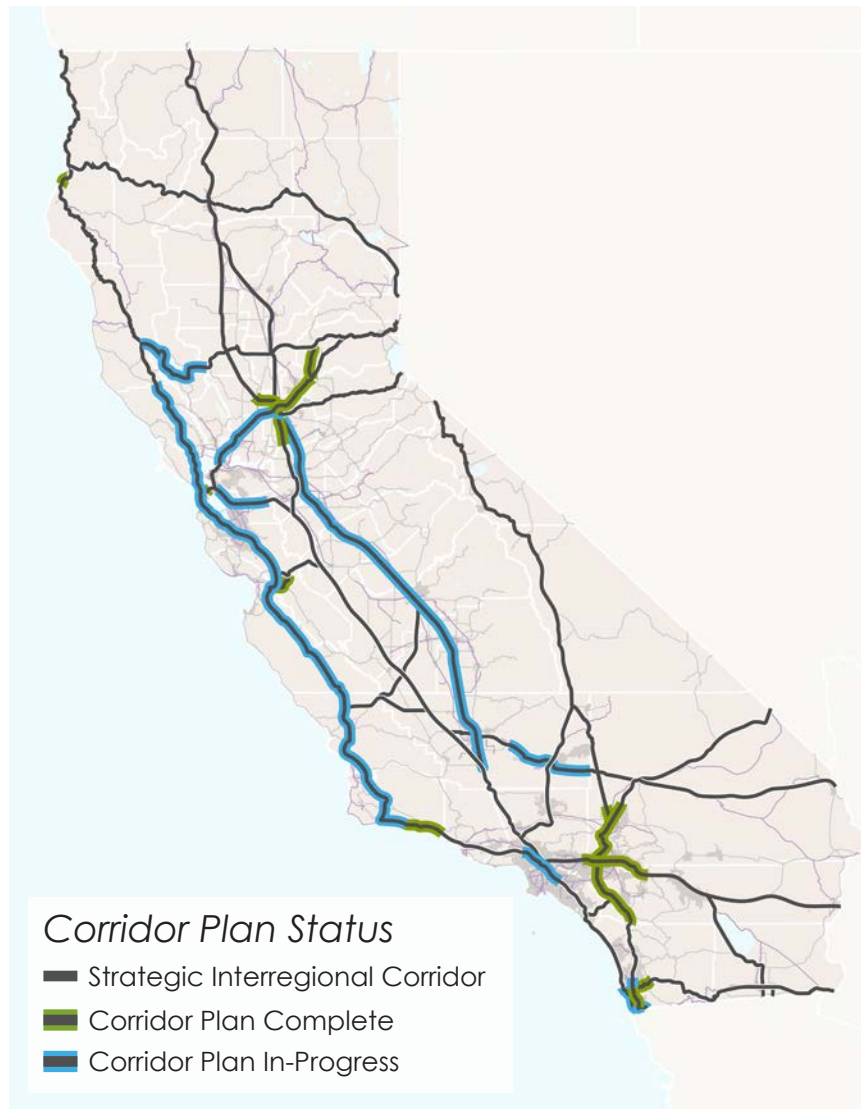 Corridor Plan Status
Strategic Interregional Corridor
Corridor Plan Complete
Corridor Plan In-Progress